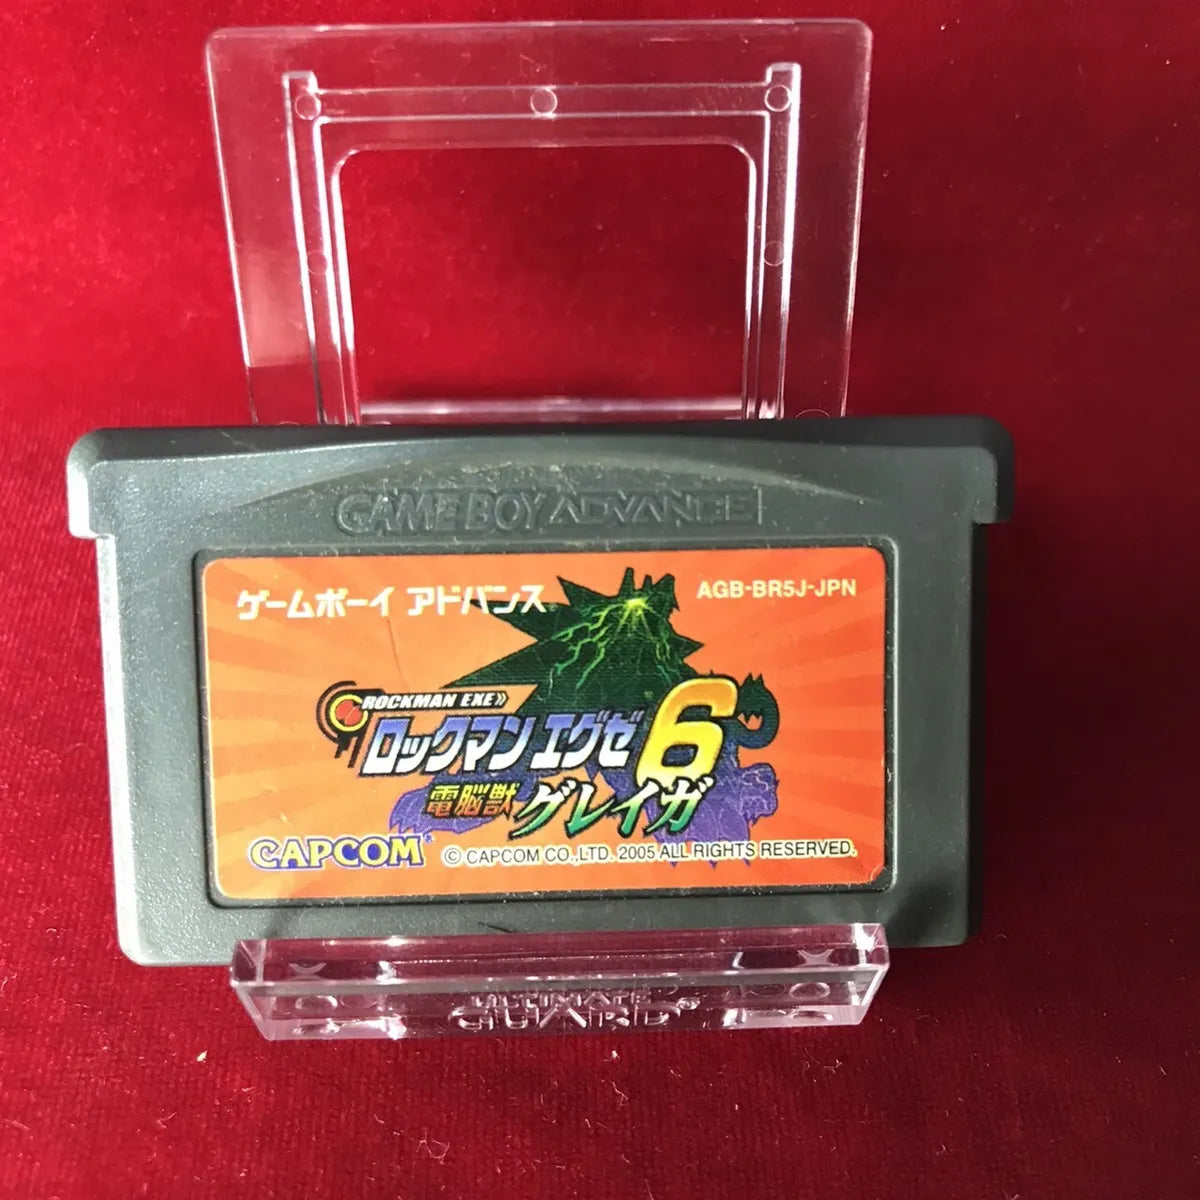 GAME BOY ADVANCE
ゲームボーイ アドバンス
AGB-BR5J-JPN
ROCKMAN EXE
ロックマン エグゼ6
電脳獣 グレイガ
CAPCOM
© CAPCOM CO.,LTD. 2005 ALL RIGHTS RESERVED.
ULTIMATE
GUARD®